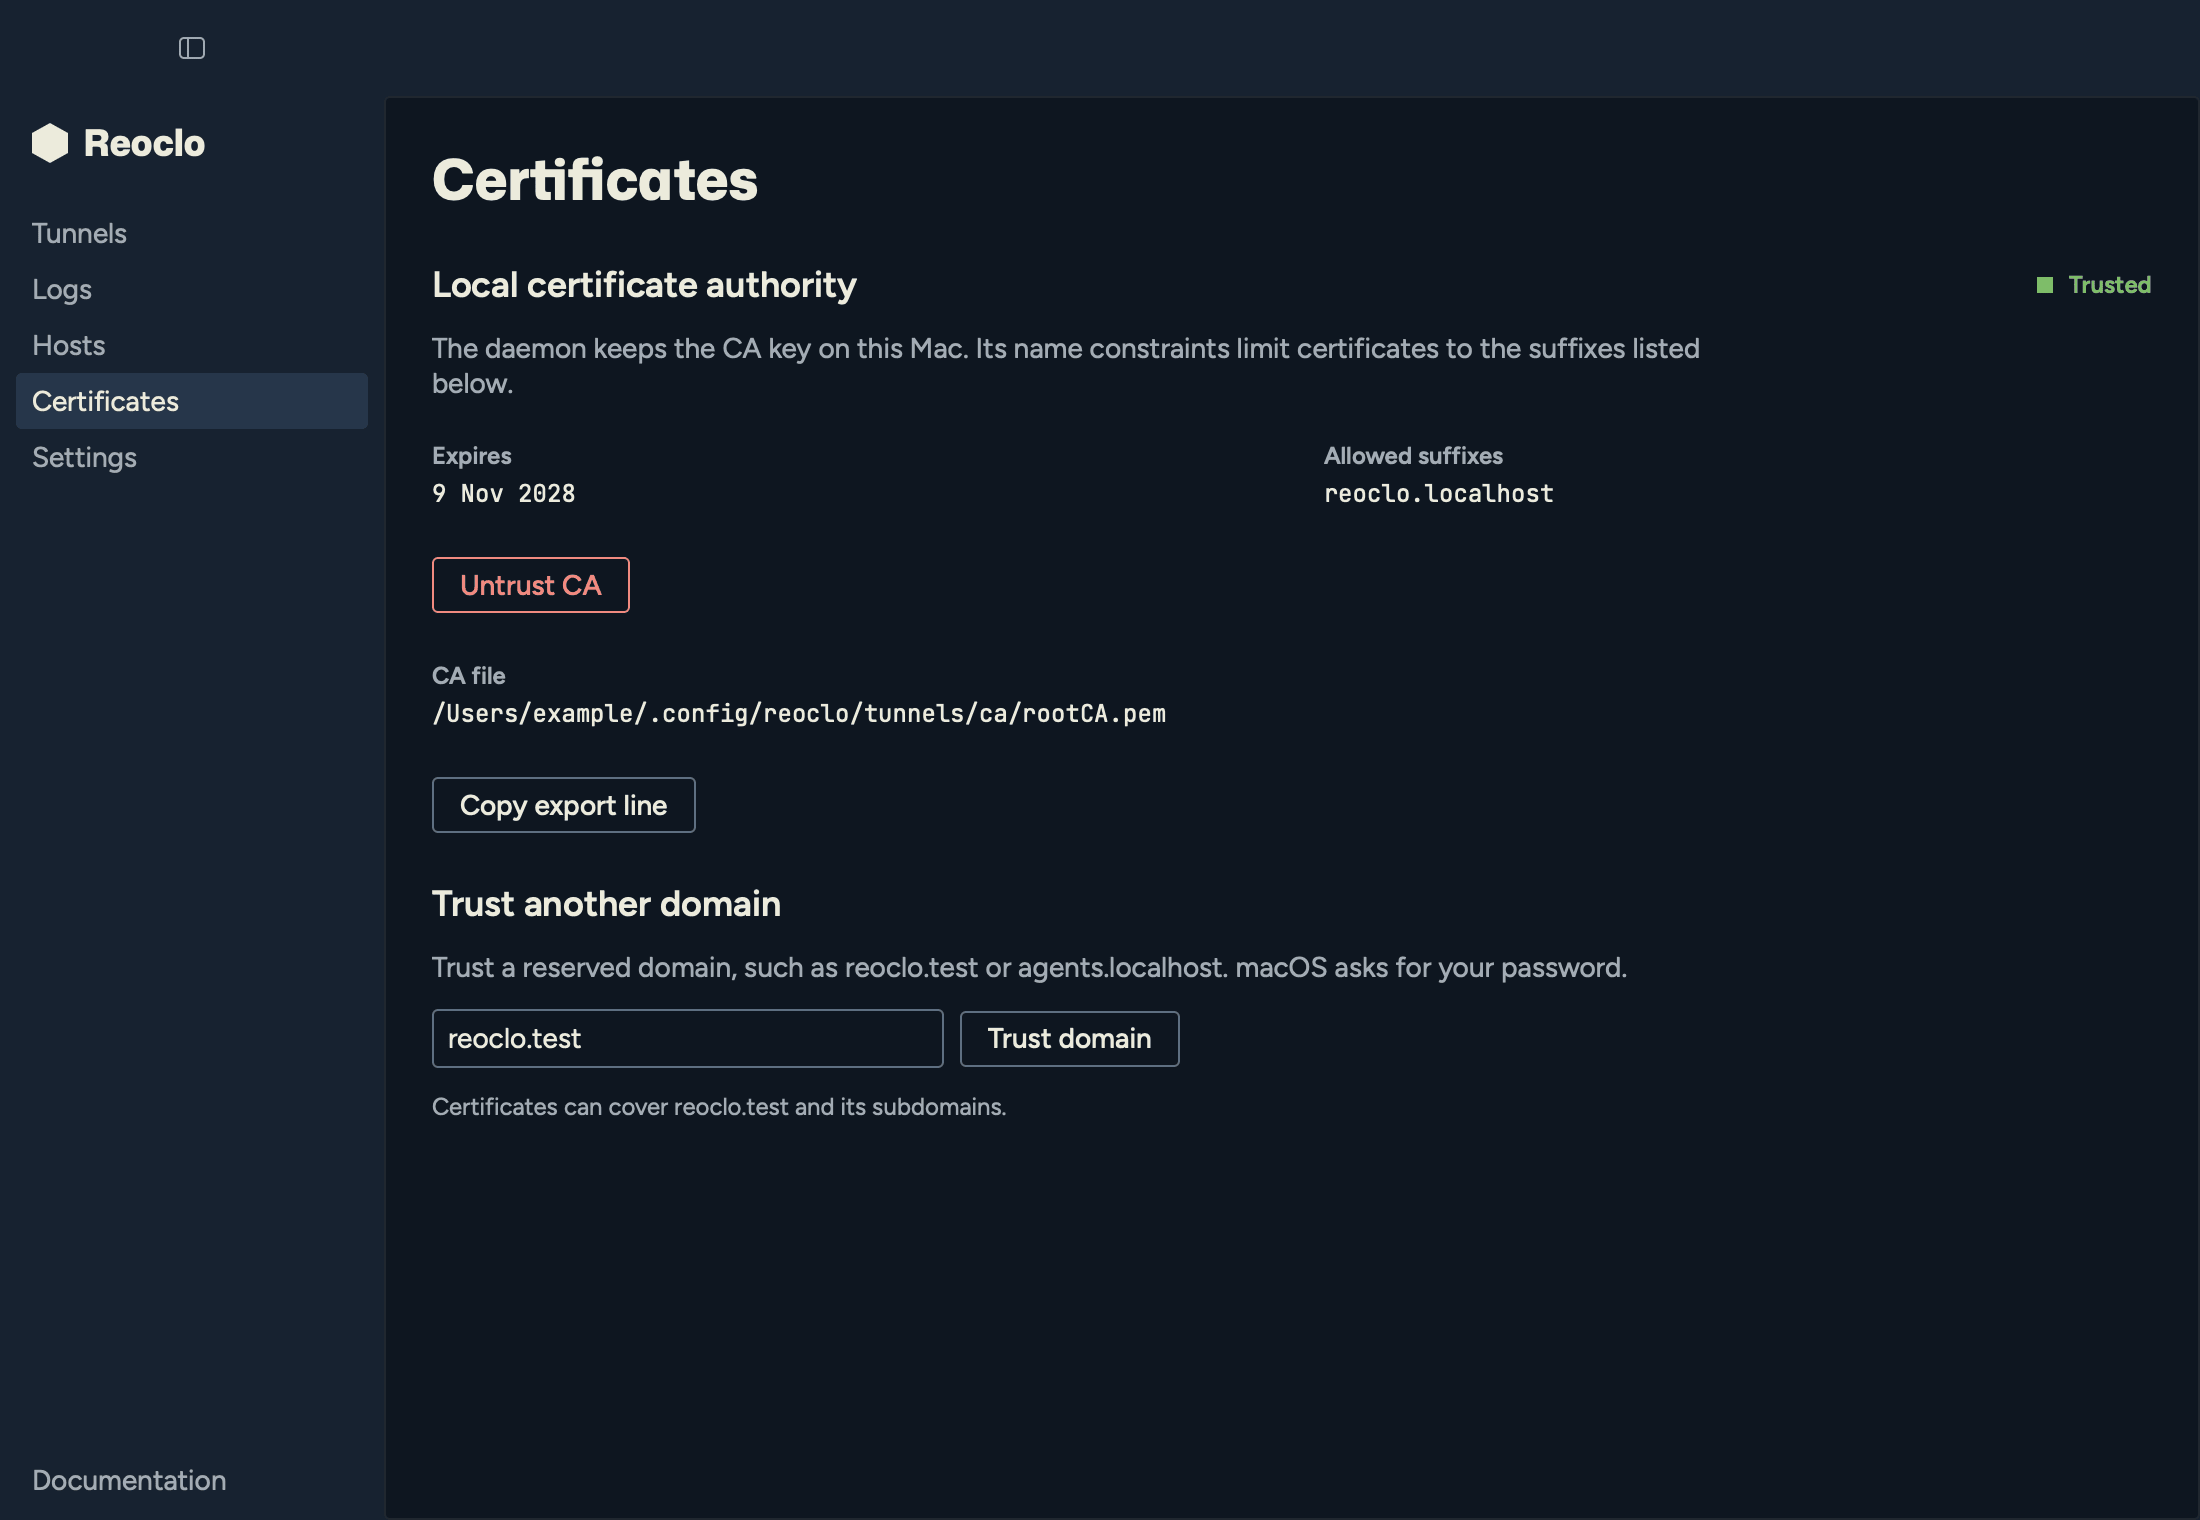 Reoclo
Tunnels
Logs
Hosts
Certificates
Settings
Documentation
Certificates
Local certificate authority
Trusted
The daemon keeps the CA key on this Mac. Its name constraints limit certificates to the suffixes listed
below.
Expires
9 Nov 2028
Allowed suffixes
reoclo.localhost
Untrust CA
CA file
/Users/example/.config/reoclo/tunnels/ca/rootCA.pem
Copy export line
Trust another domain
Trust a reserved domain, such as reoclo.test or agents.localhost. macOS asks for your password.
reoclo.test
Trust domain
Certificates can cover reoclo.test and its subdomains.